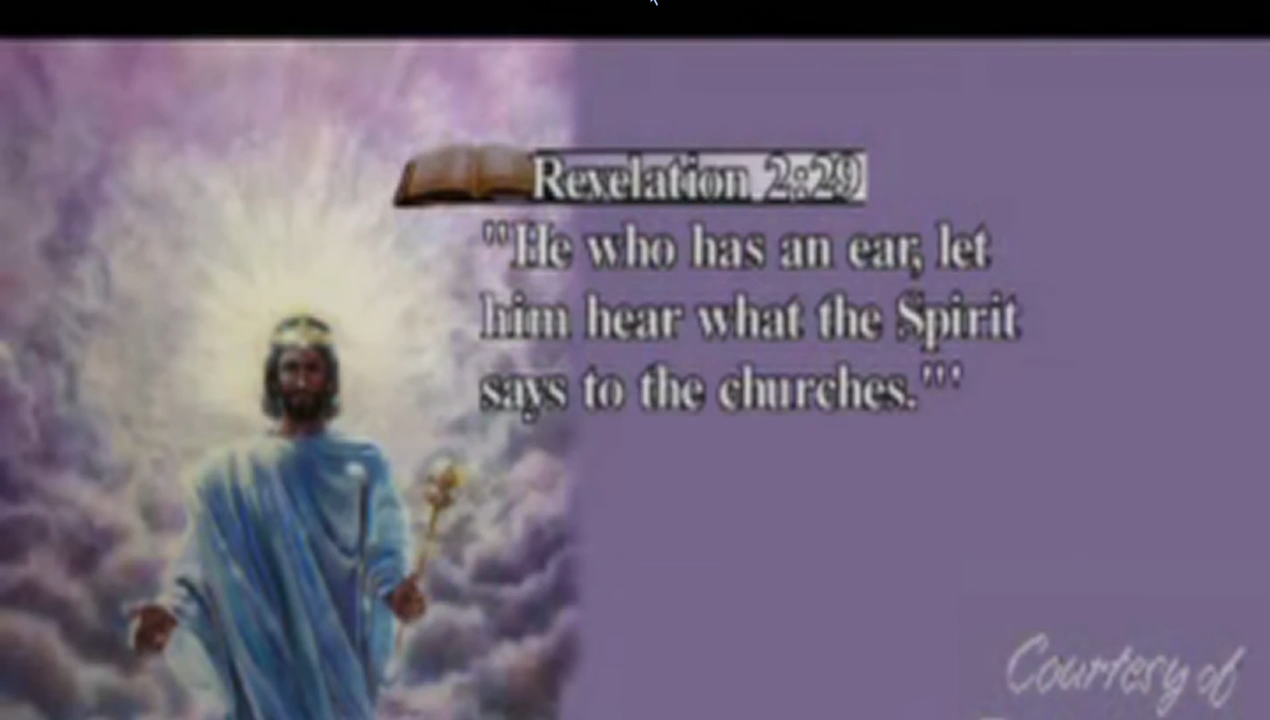 Revelation 2:29
"He who has an ear, let
him hear what the Spirit
says to the churches."'
Courtesy of